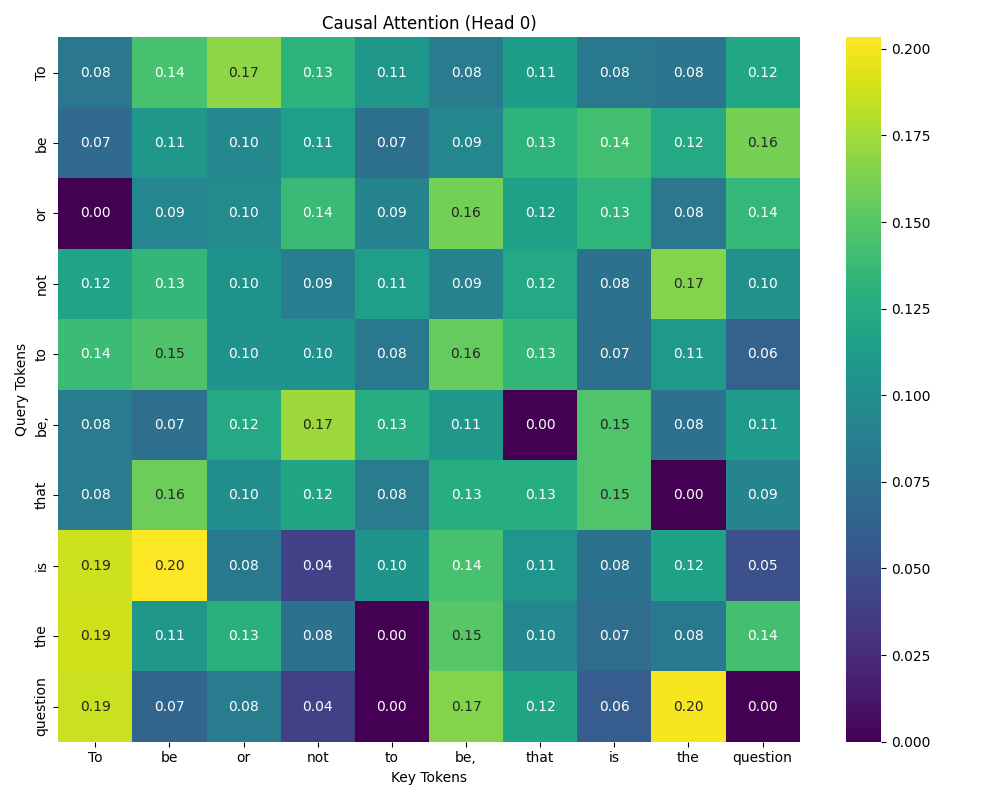 Causal Attention (Head 0)
To 0.08 0.14 0.17 0.13 0.11 0.08 0.11 0.08 0.08 0.12
be 0.07 0.11 0.10 0.11 0.07 0.09 0.13 0.14 0.12 0.16
or 0.00 0.09 0.10 0.14 0.09 0.16 0.12 0.13 0.08 0.14
not 0.12 0.13 0.10 0.09 0.11 0.09 0.12 0.08 0.17 0.10
to 0.14 0.15 0.10 0.10 0.08 0.16 0.13 0.07 0.11 0.06
be, 0.08 0.07 0.12 0.17 0.13 0.11 0.00 0.15 0.08 0.11
that 0.08 0.16 0.10 0.12 0.08 0.13 0.13 0.15 0.00 0.09
is 0.19 0.20 0.08 0.04 0.10 0.14 0.11 0.08 0.12 0.05
the 0.19 0.11 0.13 0.08 0.00 0.15 0.10 0.07 0.08 0.14
question 0.19 0.07 0.08 0.04 0.00 0.17 0.12 0.06 0.20 0.00
To be or not to be, that is the question
Key Tokens
Query Tokens
0.200
0.175
0.150
0.125
0.100
0.075
0.050
0.025
0.000